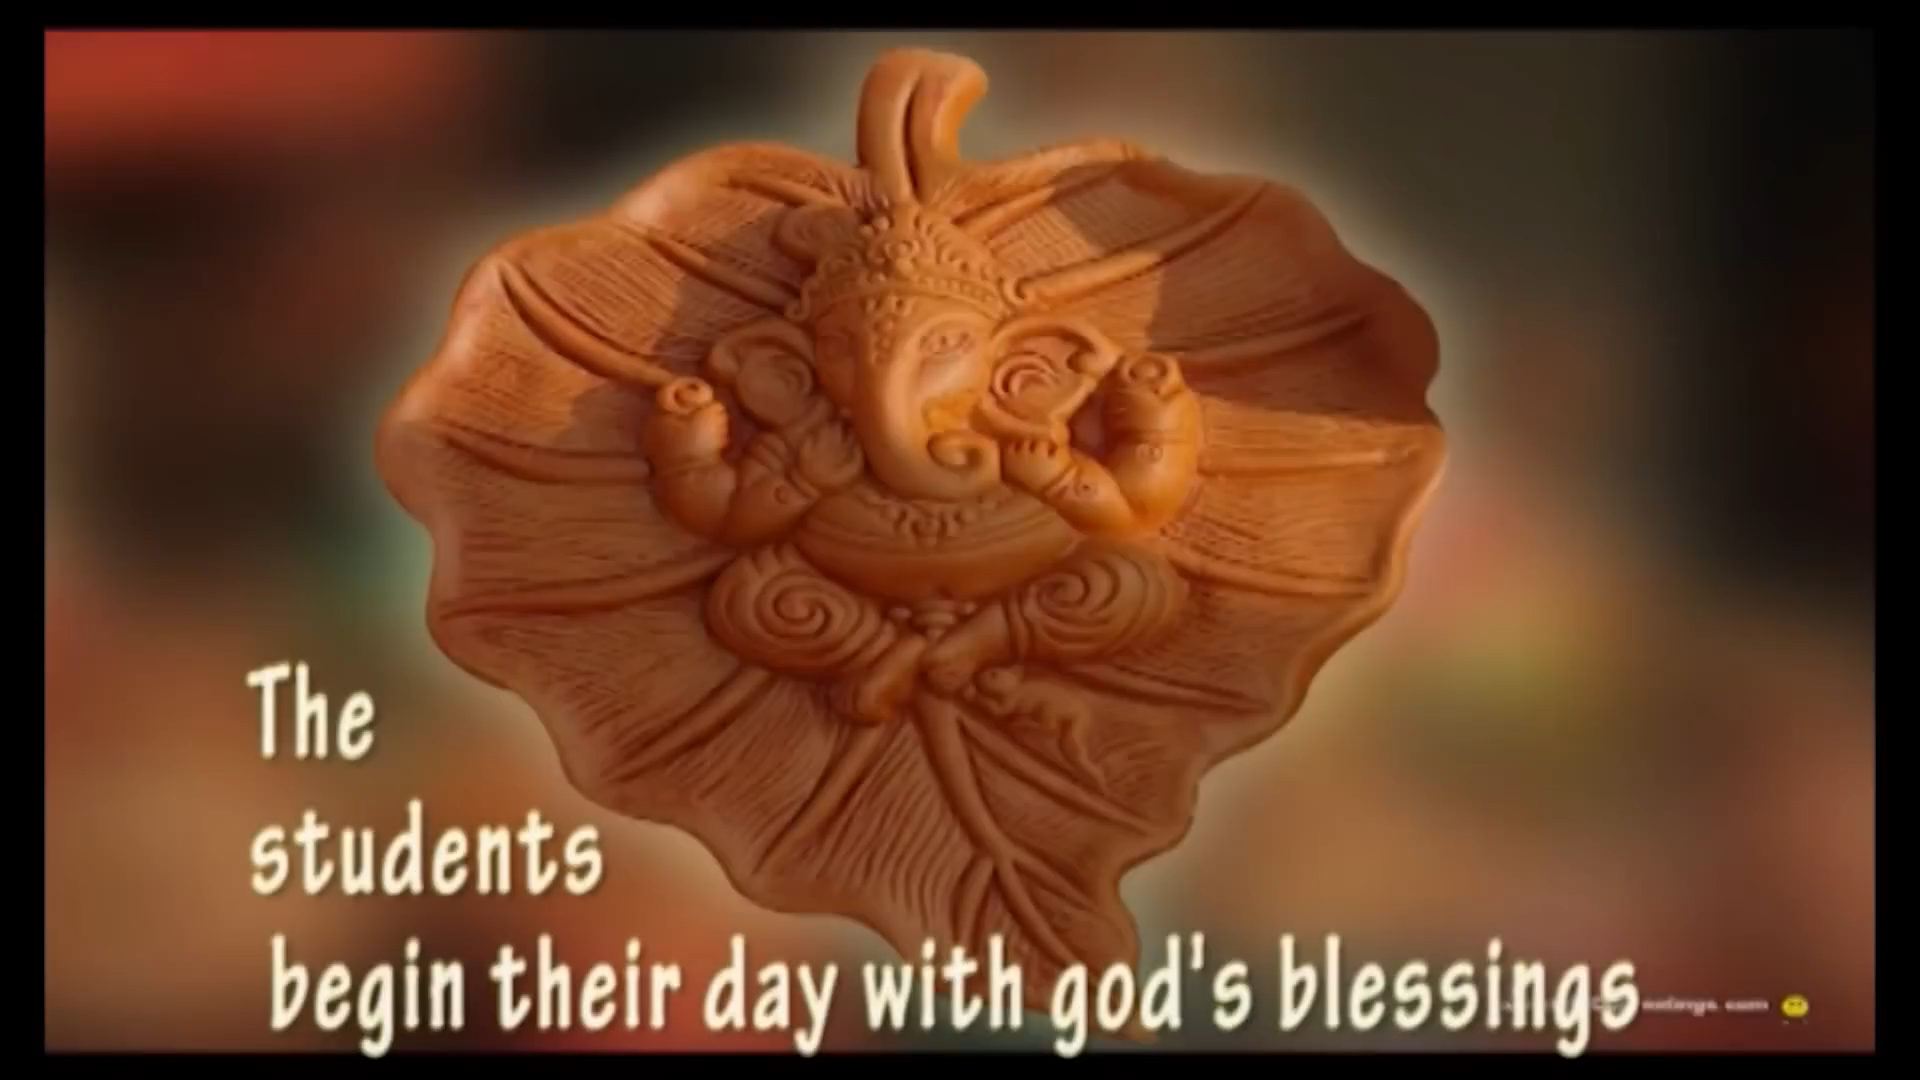 The
students
begin their day with god's blessings